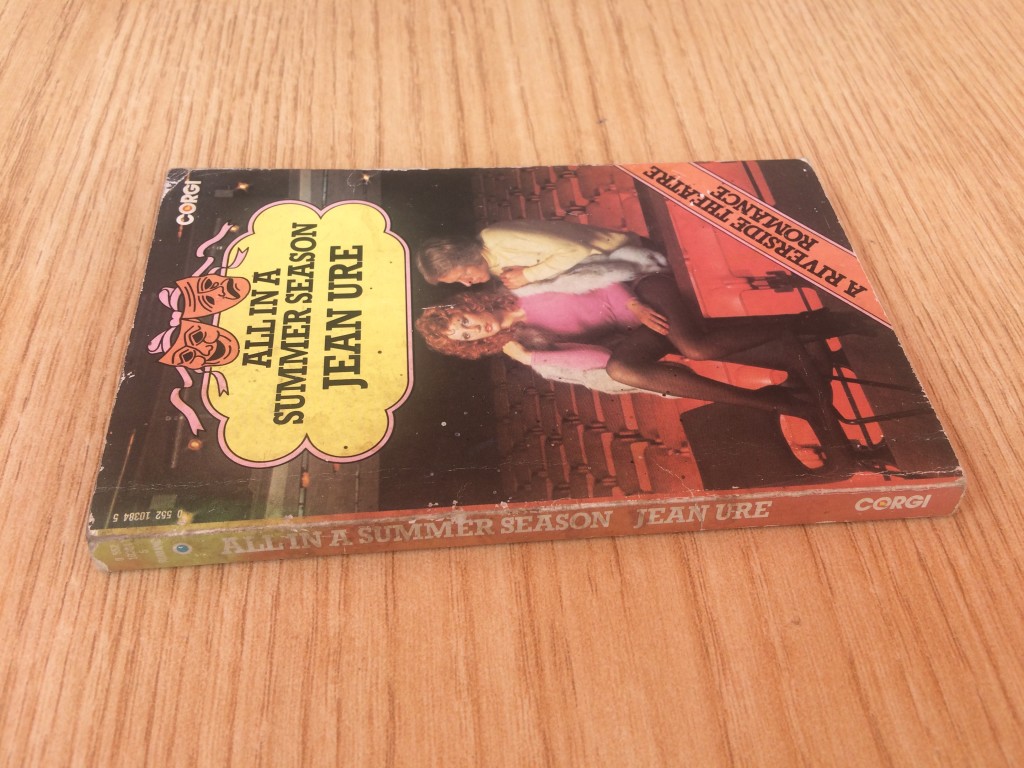 CORGI
ALL IN A
SUMMER SEASON
JEAN URE
A RIVERSIDE THEATRE
ROMANCE
0 552 10384 5
ALL IN A SUMMER SEASON JEAN URE
CORGI